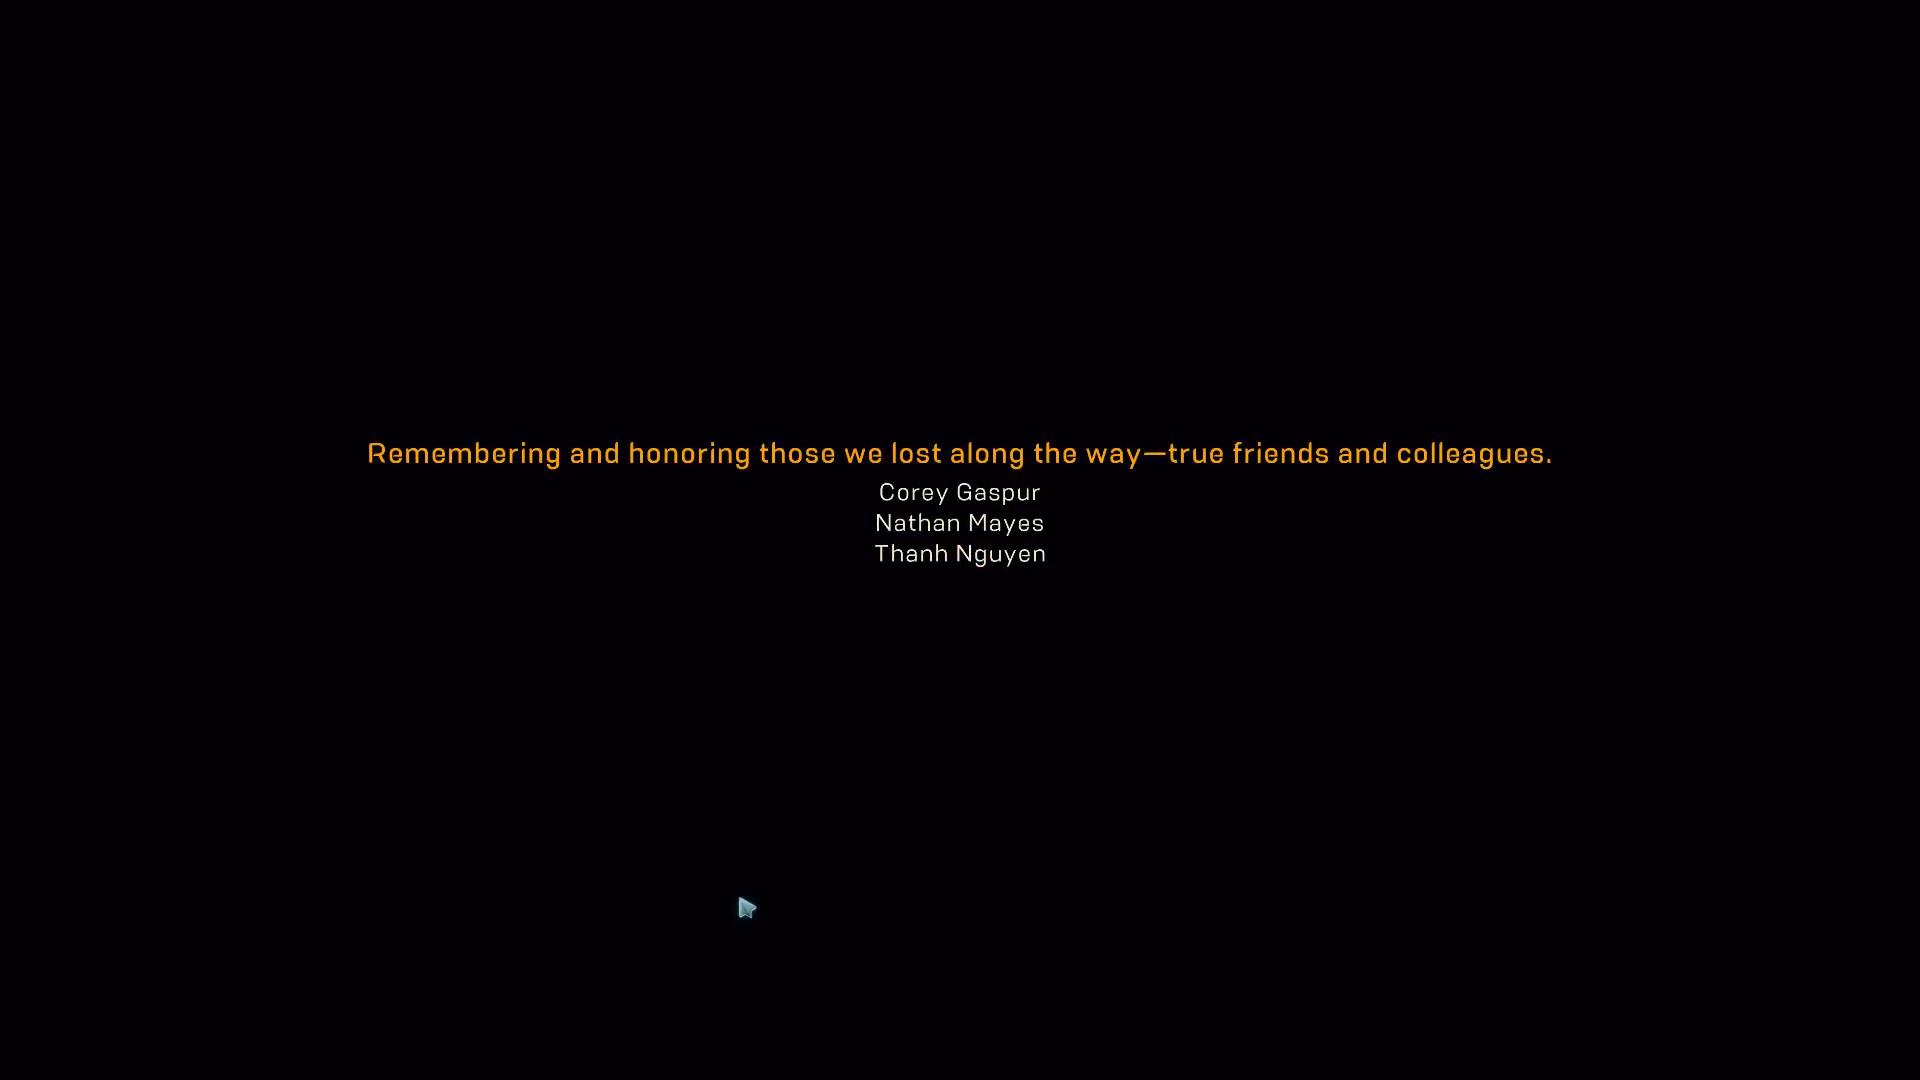 Remembering and honoring those we lost along the way—true friends and colleagues.
Corey Gaspur
Nathan Mayes
Thanh Nguyen